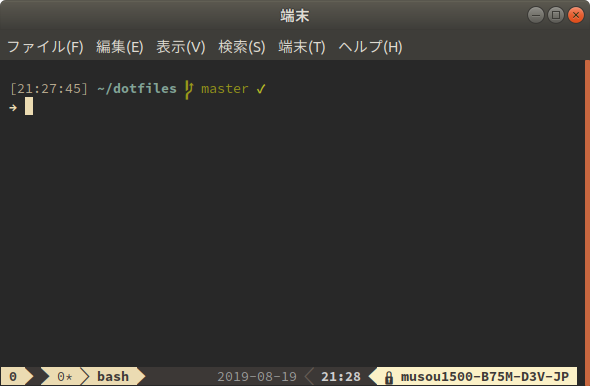 端末
ファイル(F) 編集(E) 表示(V) 検索(S) 端末(T) ヘルプ(H)
[21:27:45] ~/dotfiles master ✓
→
0 0* bash 2019-08-19 21:28 musou1500-B75M-D3V-JP